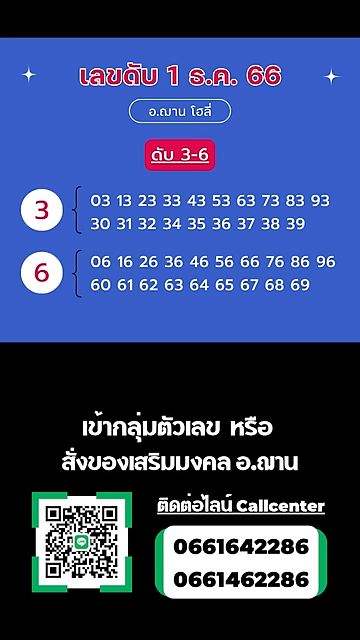 เลขดับ 1 ธ.ค. 66
อ.ฌาน โฮลี่
ดับ 3-6
3
03 13 23 33 43 53 63 73 83 93
30 31 32 34 35 36 37 38 39
6
06 16 26 36 46 56 66 76 86 96
60 61 62 63 64 65 67 68 69
เข้ากลุ่มตัวเลข หรือ
สั่งของเสริมมงคล อ.ฌาน
ติดต่อไลน์ Callcenter
0661642286
0661462286